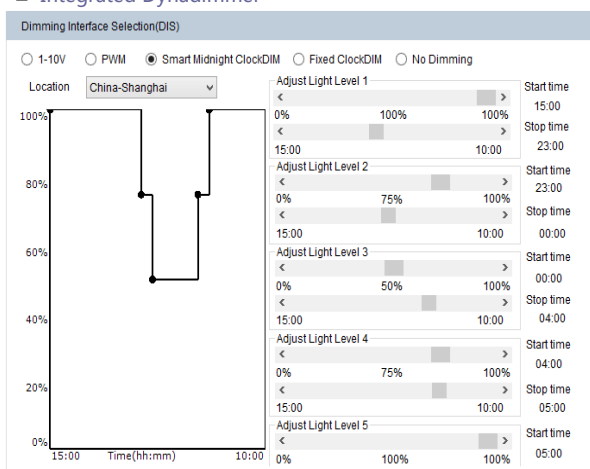 Integrated Dynadimmer
Dimming Interface Selection(DIS)
1-10V PWM Smart Midnight ClockDIM Fixed ClockDIM No Dimming
Location China-Shanghai
100%
80%
60%
40%
20%
0%
15:00 Time(hh:mm) 10:00
Adjust Light Level 1
0% 100% 100%
15:00 10:00
Start time
15:00
Stop time
23:00
Adjust Light Level 2
0% 75% 100%
15:00 10:00
Start time
23:00
Stop time
00:00
Adjust Light Level 3
0% 50% 100%
15:00 10:00
Start time
00:00
Stop time
04:00
Adjust Light Level 4
0% 75% 100%
15:00 10:00
Start time
04:00
Stop time
05:00
Adjust Light Level 5
0% 100% 100%
Start time
05:00